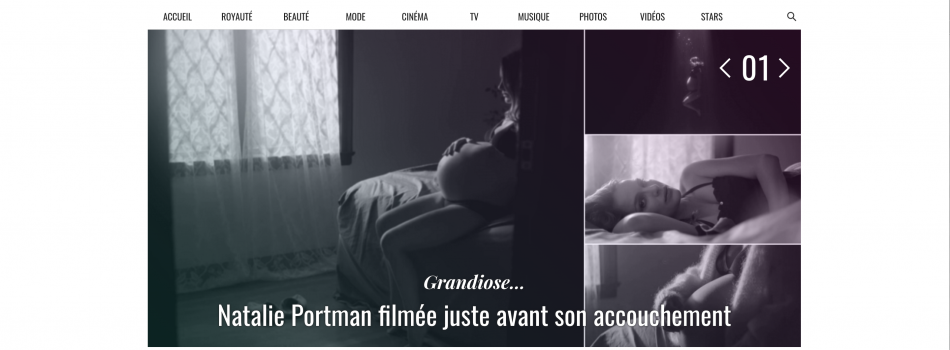 ACCUEIL ROYAUTÉ BEAUTÉ MODE CINÉMA TV MUSIQUE PHOTOS VIDÉOS STARS
01
Grandiose...
Natalie Portman filmée juste avant son accouchement